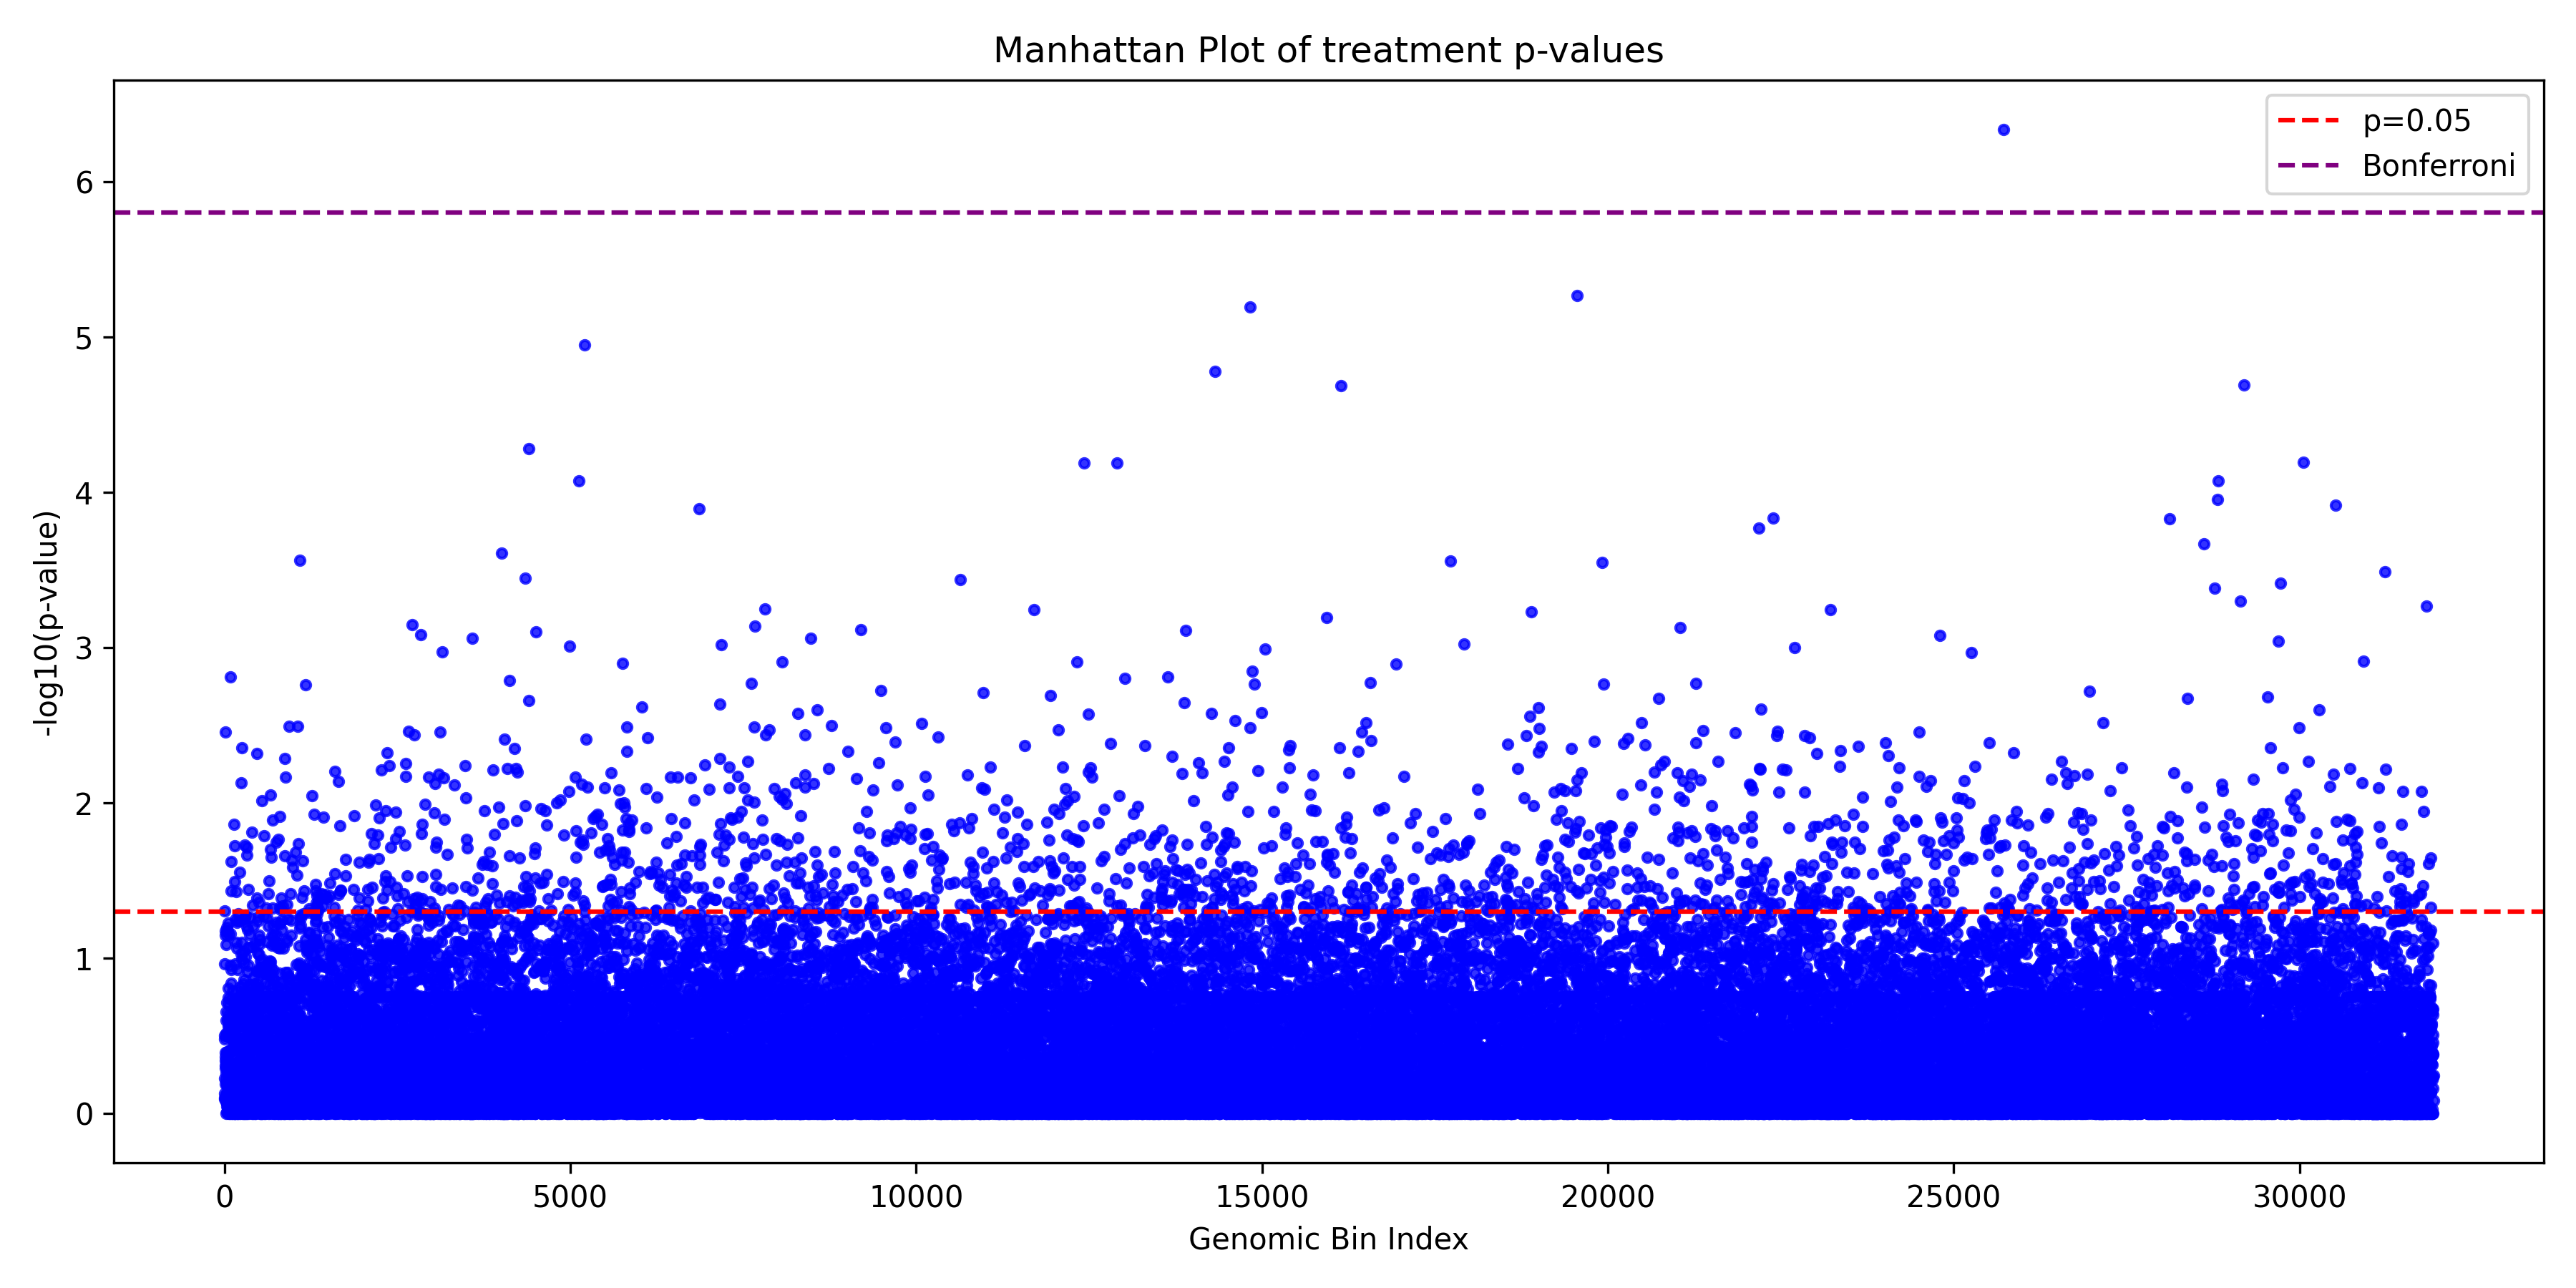 Manhattan Plot of treatment p-values
p=0.05
Bonferroni
6
5
4
3
2
1
0
-log10(p-value)
0 5000 10000 15000 20000 25000 30000
Genomic Bin Index